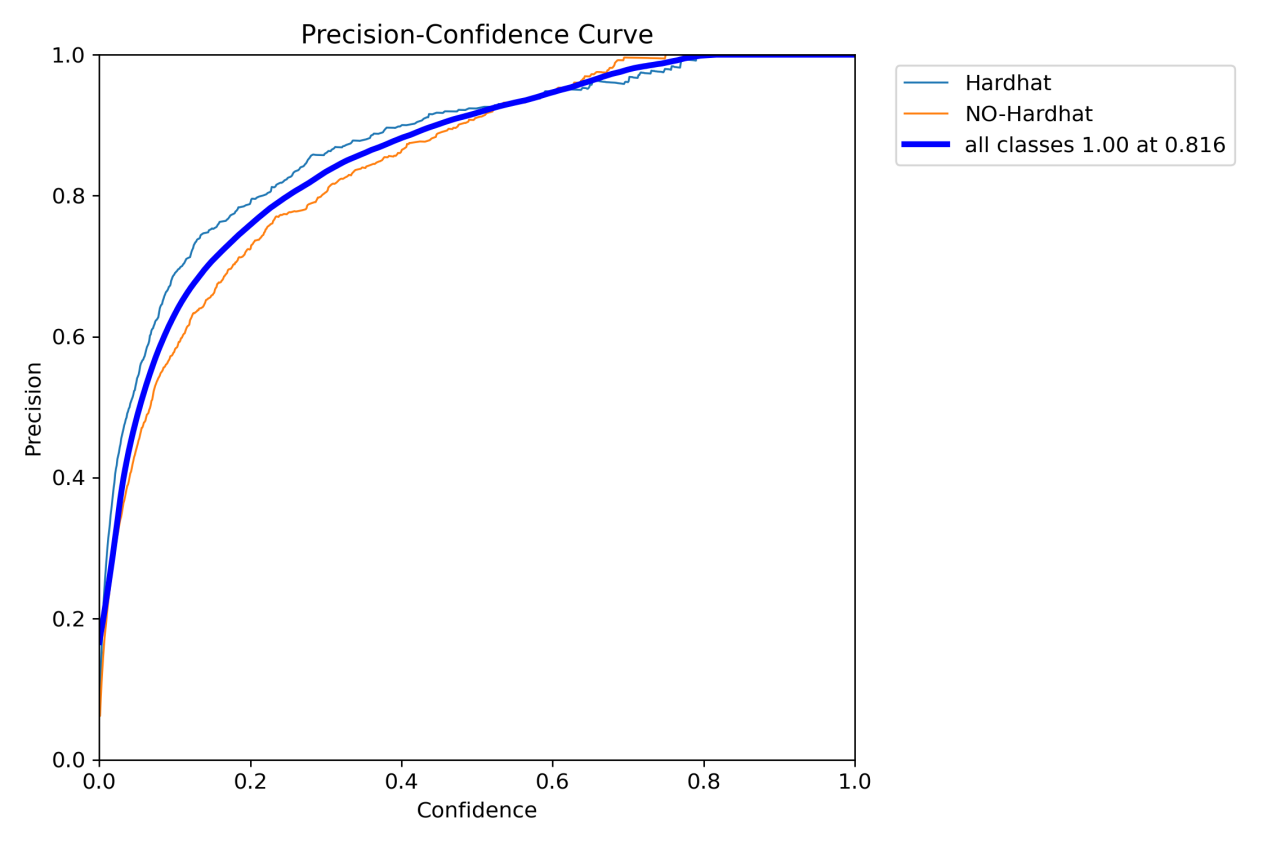 Precision-Confidence Curve
1.0
0.8
0.6
0.4
0.2
0.0
Precision
0.0 0.2 0.4 0.6 0.8 1.0
Confidence
Hardhat
NO-Hardhat
all classes 1.00 at 0.816